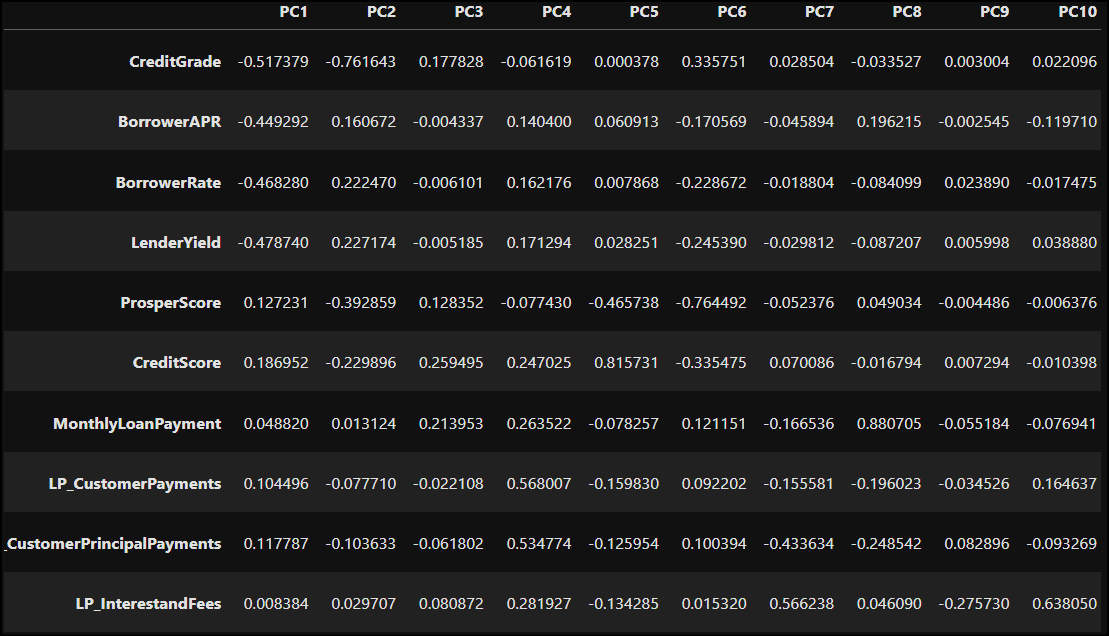 PC1 PC2 PC3 PC4 PC5 PC6 PC7 PC8 PC9 PC10
CreditGrade -0.517379 -0.761643 0.177828 -0.061619 0.000378 0.335751 0.028504 -0.033527 0.003004 0.022096
BorrowerAPR -0.449292 0.160672 -0.004337 0.140400 0.060913 -0.170569 -0.045894 0.196215 -0.002545 -0.119710
BorrowerRate -0.468280 0.222470 -0.006101 0.162176 0.007868 -0.228672 -0.018804 -0.084099 0.023890 -0.017475
LenderYield -0.478740 0.227174 -0.005185 0.171294 0.028251 -0.245390 -0.029812 -0.087207 0.005998 0.038880
ProsperScore 0.127231 -0.392859 0.128352 -0.077430 -0.465738 -0.764492 -0.052376 0.049034 -0.004486 -0.006376
CreditScore 0.186952 -0.229896 0.259495 0.247025 0.815731 -0.335475 0.070086 -0.016794 0.007294 -0.010398
MonthlyLoanPayment 0.048820 0.013124 0.213953 0.263522 -0.078257 0.121151 -0.166536 0.880705 -0.055184 -0.076941
LP_CustomerPayments 0.104496 -0.077710 -0.022108 0.568007 -0.159830 0.092202 -0.155581 -0.196023 -0.034526 0.164637
_CustomerPrincipalPayments 0.117787 -0.103633 -0.061802 0.534774 -0.125954 0.100394 -0.433634 -0.248542 0.082896 -0.093269
LP_InterestandFees 0.008384 0.029707 0.080872 0.281927 -0.134285 0.015320 0.566238 0.046090 -0.275730 0.638050